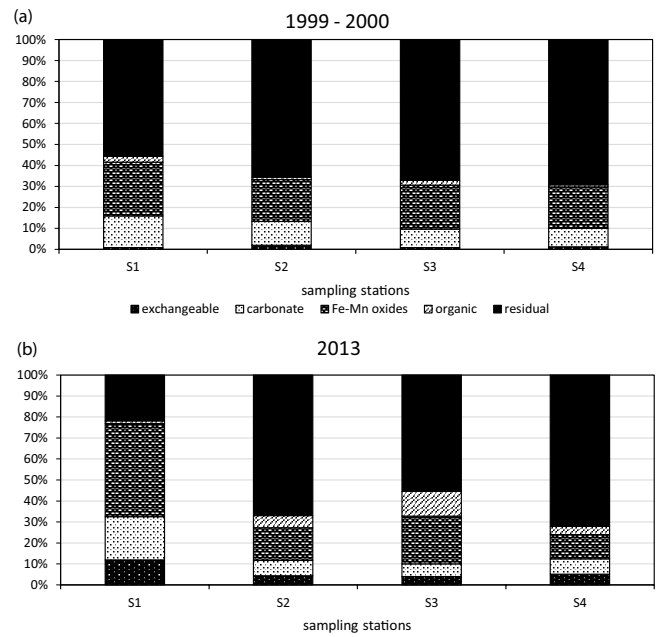 (a)
1999 - 2000
100%
90%
80%
70%
60%
50%
40%
30%
20%
10%
0%
S1 S2 S3 S4
sampling stations
exchangeable carbonate Fe-Mn oxides organic residual
(b)
2013
100%
90%
80%
70%
60%
50%
40%
30%
20%
10%
0%
S1 S2 S3 S4
sampling stations